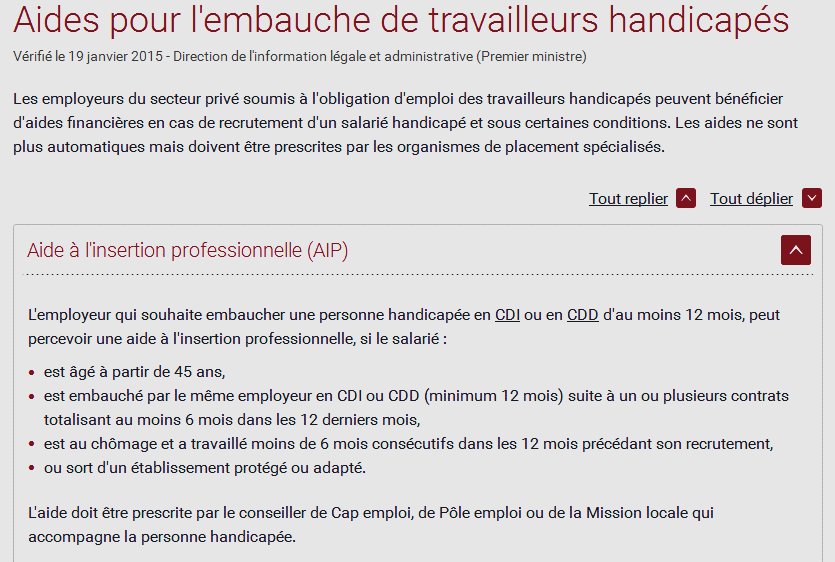 Aides pour l'embauche de travailleurs handicapés
Vérifié le 19 janvier 2015 - Direction de l'information légale et administrative (Premier ministre)
Les employeurs du secteur privé soumis à l'obligation d'emploi des travailleurs handicapés peuvent bénéficier
d'aides financières en cas de recrutement d'un salarié handicapé et sous certaines conditions. Les aides ne sont
plus automatiques mais doivent être prescrites par les organismes de placement spécialisés.
Tout replier Tout déplier
Aide à l'insertion professionnelle (AIP)
L'employeur qui souhaite embaucher une personne handicapée en CDI ou en CDD d'au moins 12 mois, peut
percevoir une aide à l'insertion professionnelle, si le salarié :
• est âgé à partir de 45 ans,
• est embauché par le même employeur en CDI ou CDD (minimum 12 mois) suite à un ou plusieurs contrats
totalisant au moins 6 mois dans les 12 derniers mois,
• est au chômage et a travaillé moins de 6 mois consécutifs dans les 12 mois précédant son recrutement,
• ou sort d'un établissement protégé ou adapté.
L'aide doit être prescrite par le conseiller de Cap emploi, de Pôle emploi ou de la Mission locale qui
accompagne la personne handicapée.